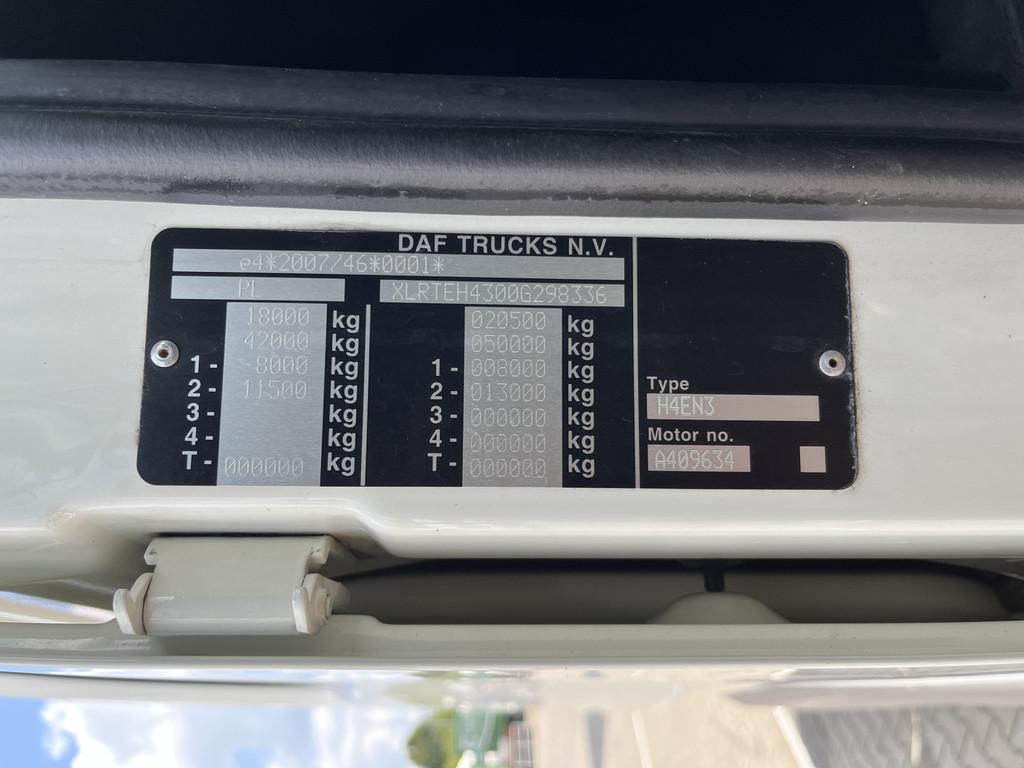 DAF TRUCKS N.V.
e4*2007/46*0001*
PL XLRTEH4300G298336
18000 kg 020500 kg
42000 kg 050000 kg
1- 8000 kg 1- 008000 kg
2- 11500 kg 2- 013000 kg
3- kg 3- 000000 kg
4- kg 4- 000000 kg
T- 000000 kg T- 000000 kg
Type
H4EN3
Motor no.
A409634